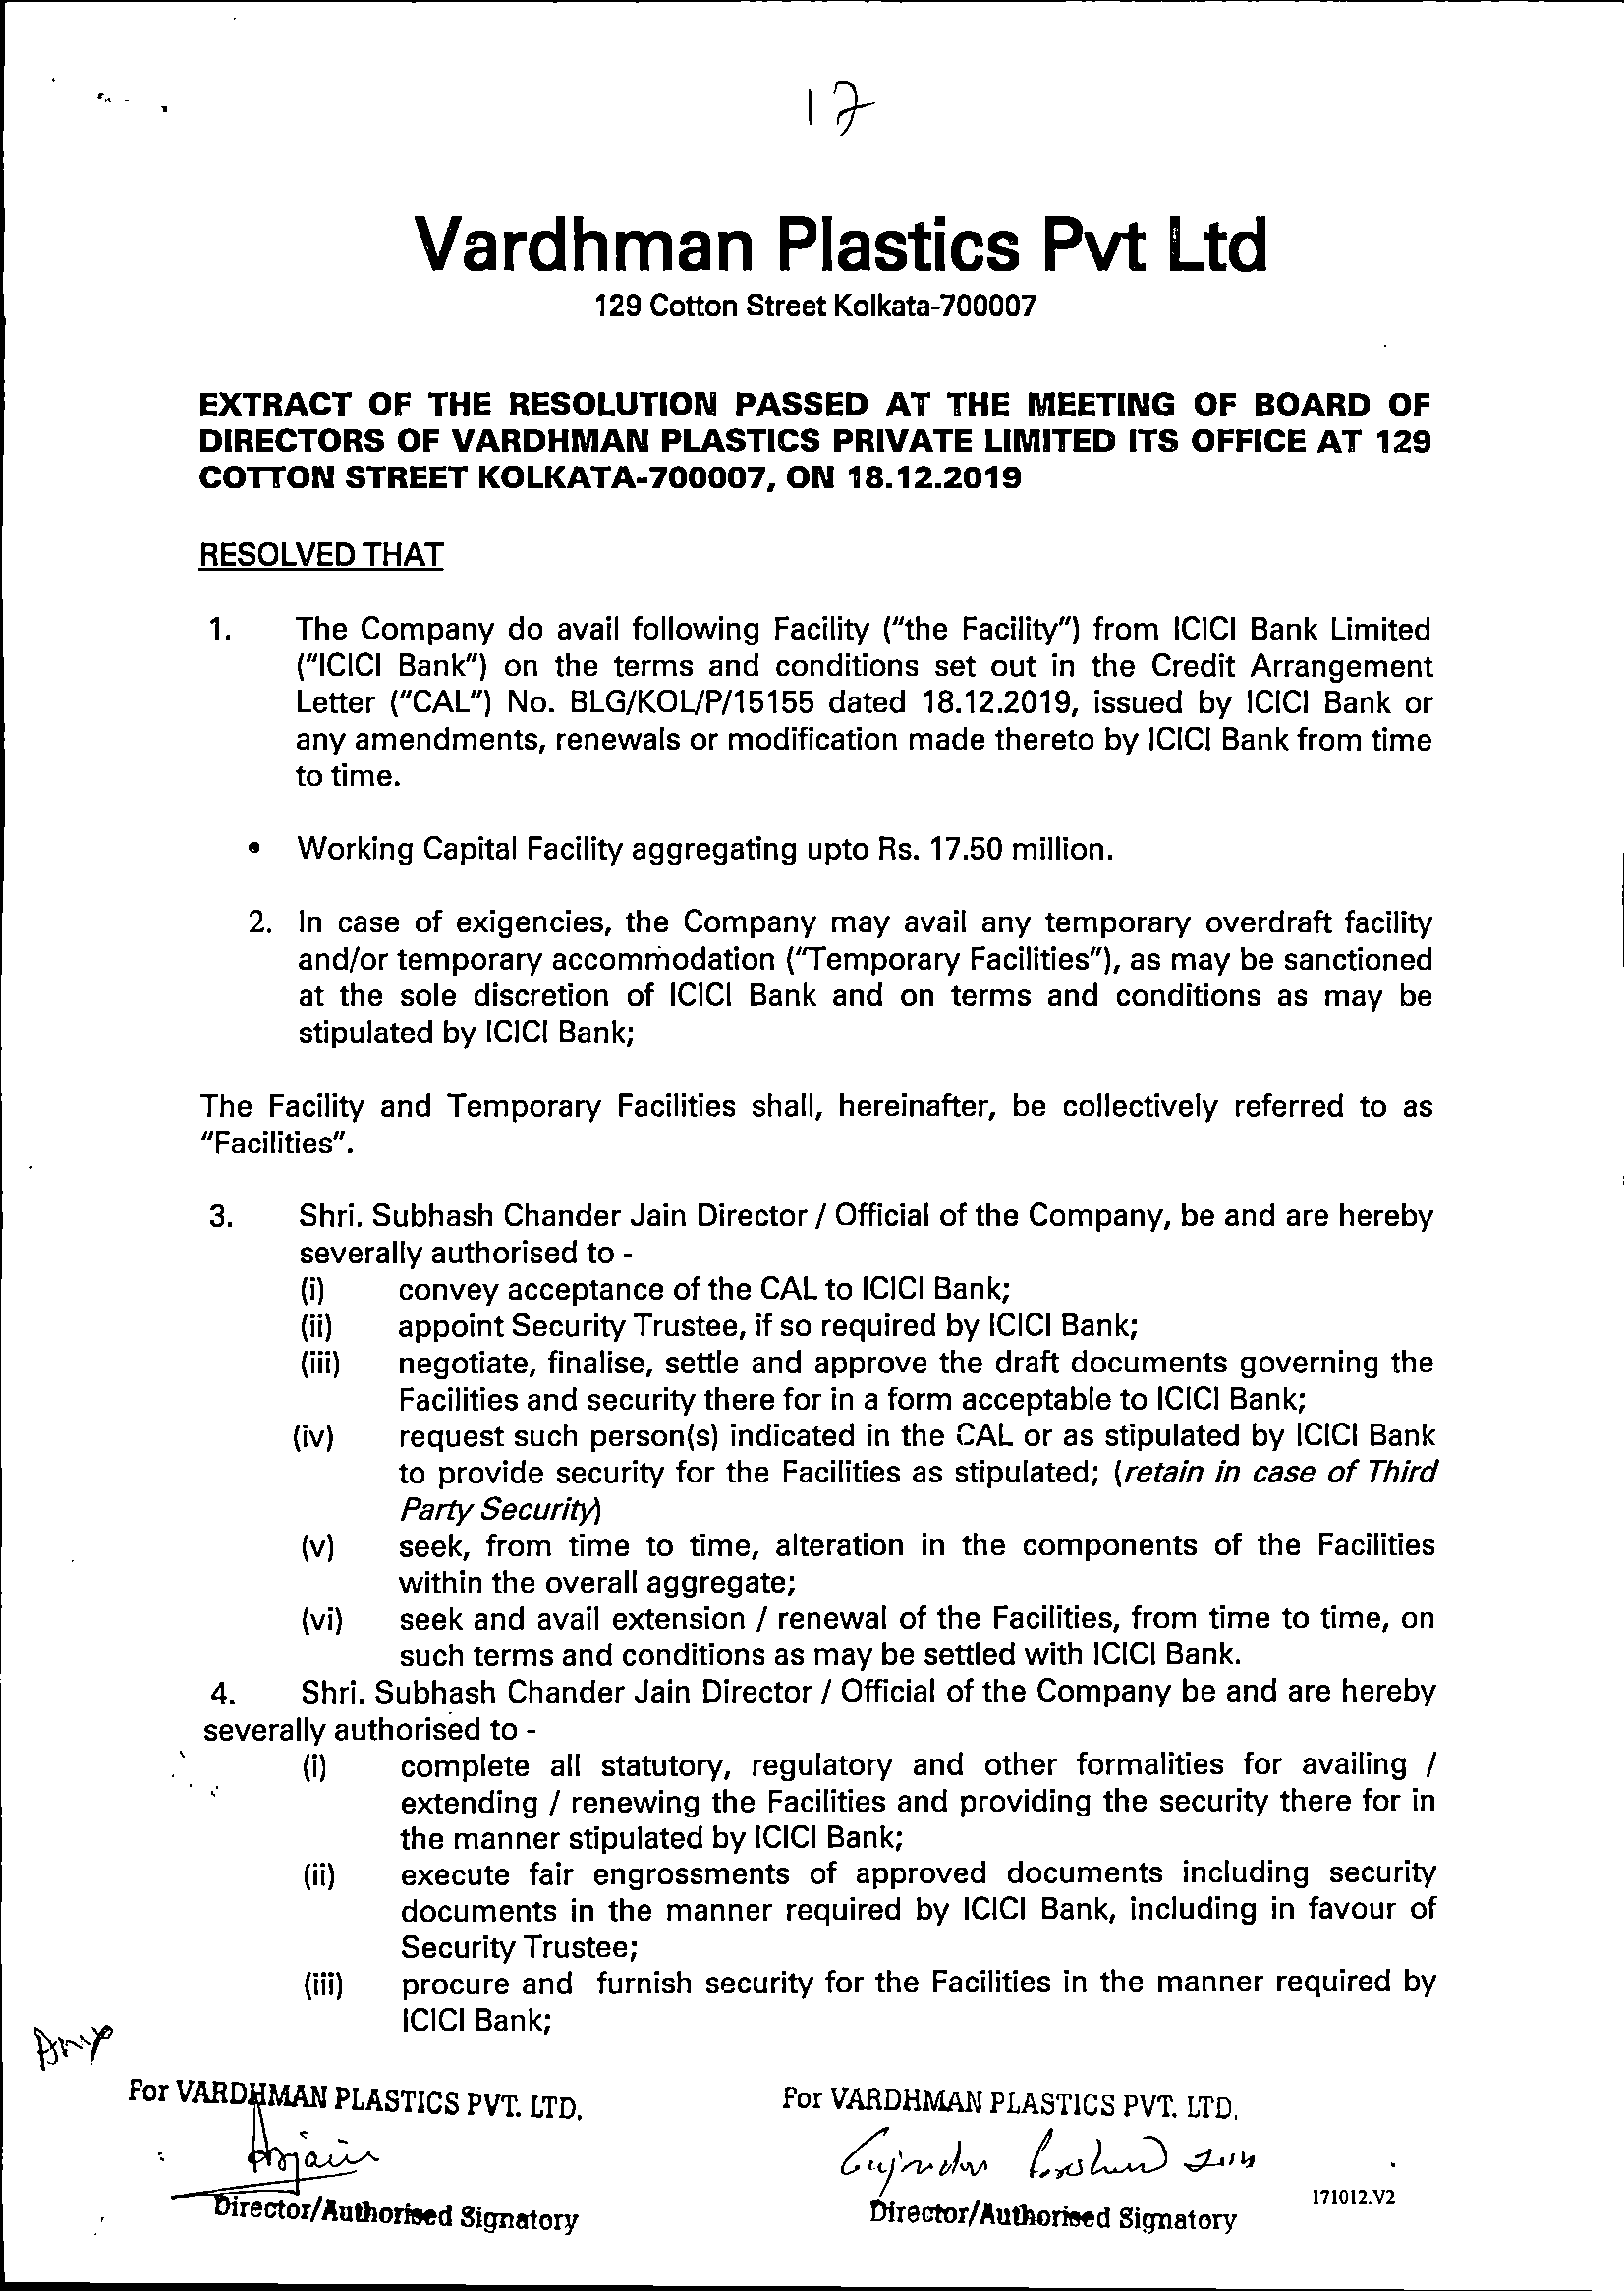 17
Vardhman Plastics Pvt Ltd
129 Cotton Street Kolkata-700007
EXTRACT OF THE RESOLUTION PASSED AT THE MEETING OF BOARD OF
DIRECTORS OF VARDHMAN PLASTICS PRIVATE LIMITED ITS OFFICE AT 129
COTTON STREET KOLKATA-700007, ON 18.12.2019
RESOLVED THAT
1. The Company do avail following Facility ("the Facility") from ICICI Bank Limited
("ICICI Bank") on the terms and conditions set out in the Credit Arrangement
Letter ("CAL") No. BLG/KOL/P/15155 dated 18.12.2019, issued by ICICI Bank or
any amendments, renewals or modification made thereto by ICICI Bank from time
to time.
• Working Capital Facility aggregating upto Rs. 17.50 million.
2. In case of exigencies, the Company may avail any temporary overdraft facility
and/or temporary accommodation ("Temporary Facilities"), as may be sanctioned
at the sole discretion of ICICI Bank and on terms and conditions as may be
stipulated by ICICI Bank;
The Facility and Temporary Facilities shall, hereinafter, be collectively referred to as
"Facilities".
3. Shri. Subhash Chander Jain Director / Official of the Company, be and are hereby
severally authorised to -
(i) convey acceptance of the CAL to ICICI Bank;
(ii) appoint Security Trustee, if so required by ICICI Bank;
(iii) negotiate, finalise, settle and approve the draft documents governing the
Facilities and security there for in a form acceptable to ICICI Bank;
(iv) request such person(s) indicated in the CAL or as stipulated by ICICI Bank
to provide security for the Facilities as stipulated; (retain in case of Third
Party Security)
(v) seek, from time to time, alteration in the components of the Facilities
within the overall aggregate;
(vi) seek and avail extension / renewal of the Facilities, from time to time, on
such terms and conditions as may be settled with ICICI Bank.
4. Shri. Subhash Chander Jain Director / Official of the Company be and are hereby
severally authorised to -
(i) complete all statutory, regulatory and other formalities for availing /
extending / renewing the Facilities and providing the security there for in
the manner stipulated by ICICI Bank;
(ii) execute fair engrossments of approved documents including security
documents in the manner required by ICICI Bank, including in favour of
Security Trustee;
(iii) procure and furnish security for the Facilities in the manner required by
ICICI Bank;
For VARDHMAN PLASTICS PVT. LTD. For VARDHMAN PLASTICS PVT. LTD.
Director/Authorised Signatory Director/Authorised Signatory
171012.V2